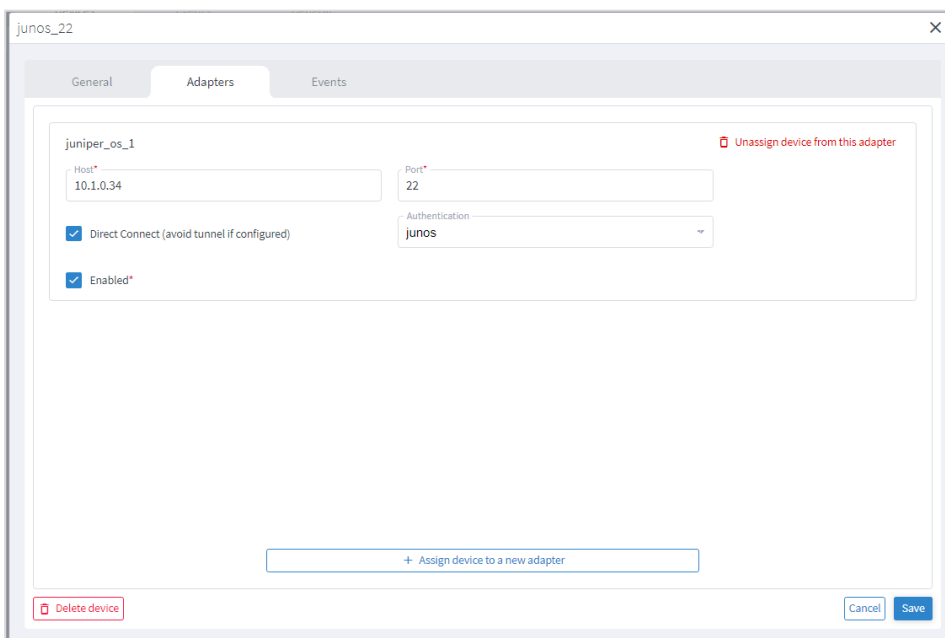 junos_22
General Adapters Events
juniper_os_1 Unassign device from this adapter
Host* Port*
10.1.0.34 22
Authentication
Direct Connect (avoid tunnel if configured) junos
Enabled*
+ Assign device to a new adapter
Delete device Cancel Save